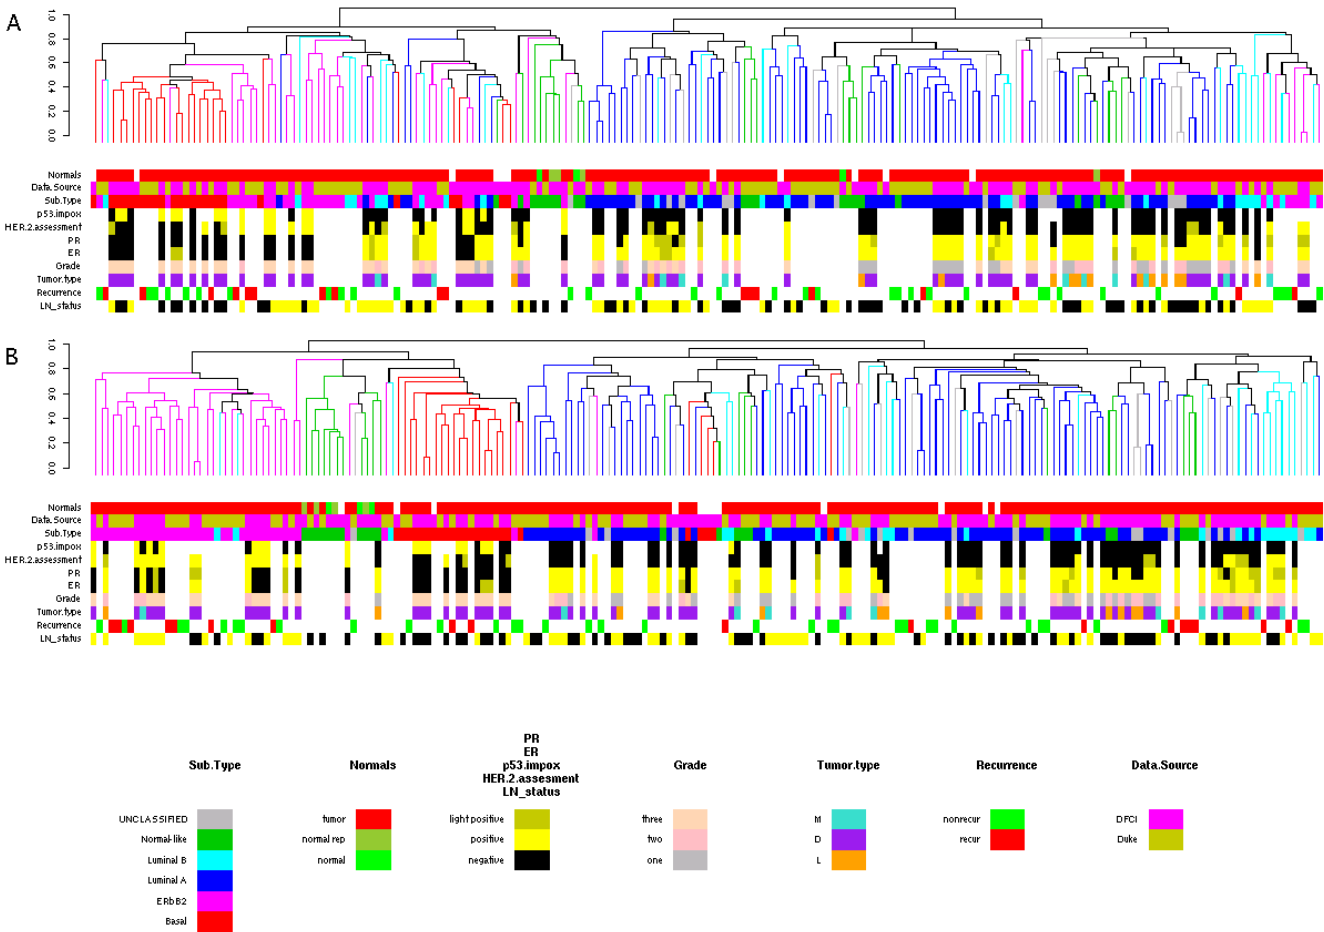 A
1.0
0.8
0.6
0.4
0.2
0.0
Normals
Data.Source
Sub.Type
p53.impox
HER.2.assessment
PR
ER
Grade
Tumor.type
Recurrence
LN_status
B
1.0
0.8
0.6
0.4
0.2
0.0
Normals
Data.Source
Sub.Type
p53.impox
HER.2.assessment
PR
ER
Grade
Tumor.type
Recurrence
LN_status
Sub.Type
UNCLASSIFIED
Normal-like
Luminal B
Luminal A
ERbB2
Basal
Normals
tumor
normal rep
normal
PR
ER
p53.impox
HER.2.assesment
LN_status
light positive
positive
negative
Grade
three
two
one
Tumor.type
M
D
L
Recurrence
nonrecur
recur
Data.Source
DFCI
Duke